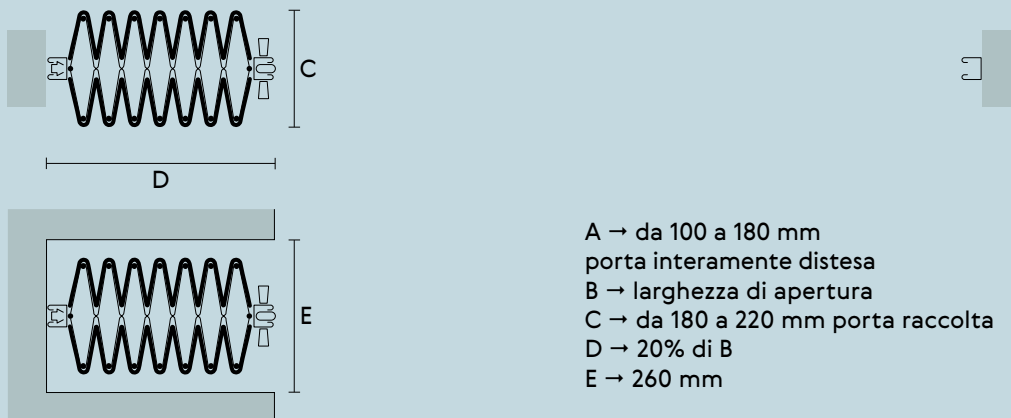 C
D
E
A → da 100 a 180 mm
porta interamente distesa
B → larghezza di apertura
C → da 180 a 220 mm porta raccolta
D → 20% di B
E → 260 mm